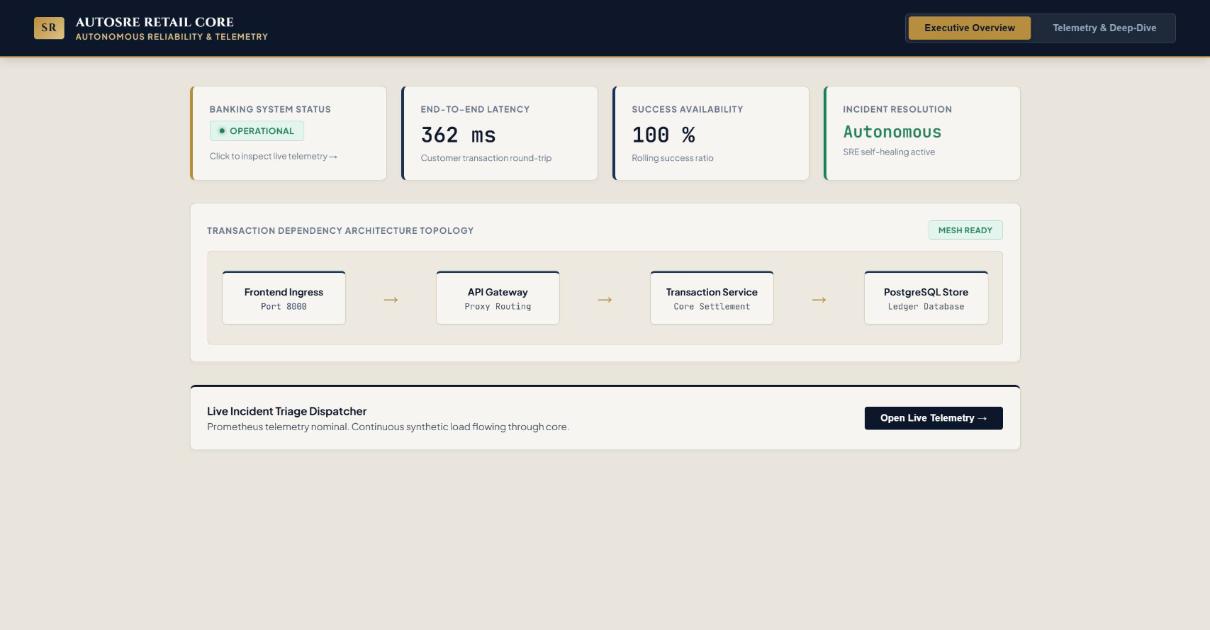 SR
AUTOSRE RETAIL CORE
AUTONOMOUS RELIABILITY & TELEMETRY
Executive Overview
Telemetry & Deep-Dive
BANKING SYSTEM STATUS
OPERATIONAL
Click to inspect live telemetry →
END-TO-END LATENCY
362 ms
Customer transaction round-trip
SUCCESS AVAILABILITY
100 %
Rolling success ratio
INCIDENT RESOLUTION
Autonomous
SRE self-healing active
TRANSACTION DEPENDENCY ARCHITECTURE TOPOLOGY
MESH READY
Frontend Ingress
Port 8000
→
API Gateway
Proxy Routing
→
Transaction Service
Core Settlement
→
PostgreSQL Store
Ledger Database
Live Incident Triage Dispatcher
Prometheus telemetry nominal. Continuous synthetic load flowing through core.
Open Live Telemetry →